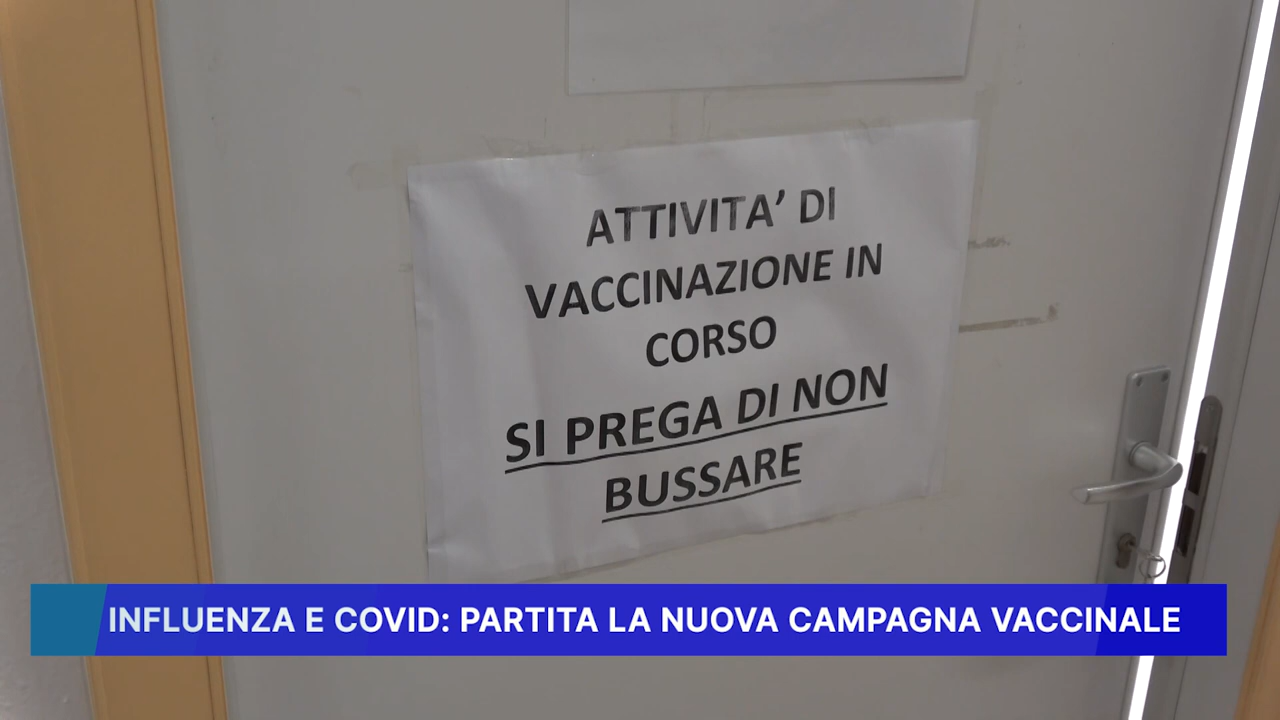 ATTIVITA’ DI
VACCINAZIONE IN
CORSO
SI PREGA DI NON
BUSSARE
INFLUENZA E COVID: PARTITA LA NUOVA CAMPAGNA VACCINALE